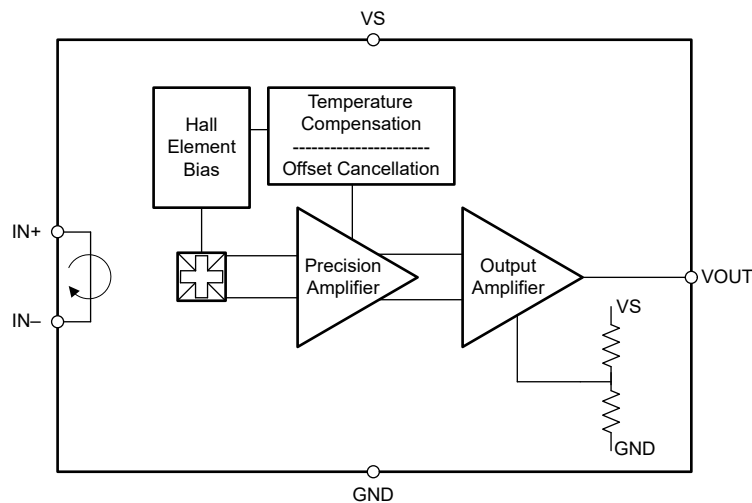 VS
Hall
Element
Bias
Temperature
Compensation
-----------------------
Offset Cancellation
IN+
IN–
Precision
Amplifier
Output
Amplifier
VOUT
VS
GND
GND